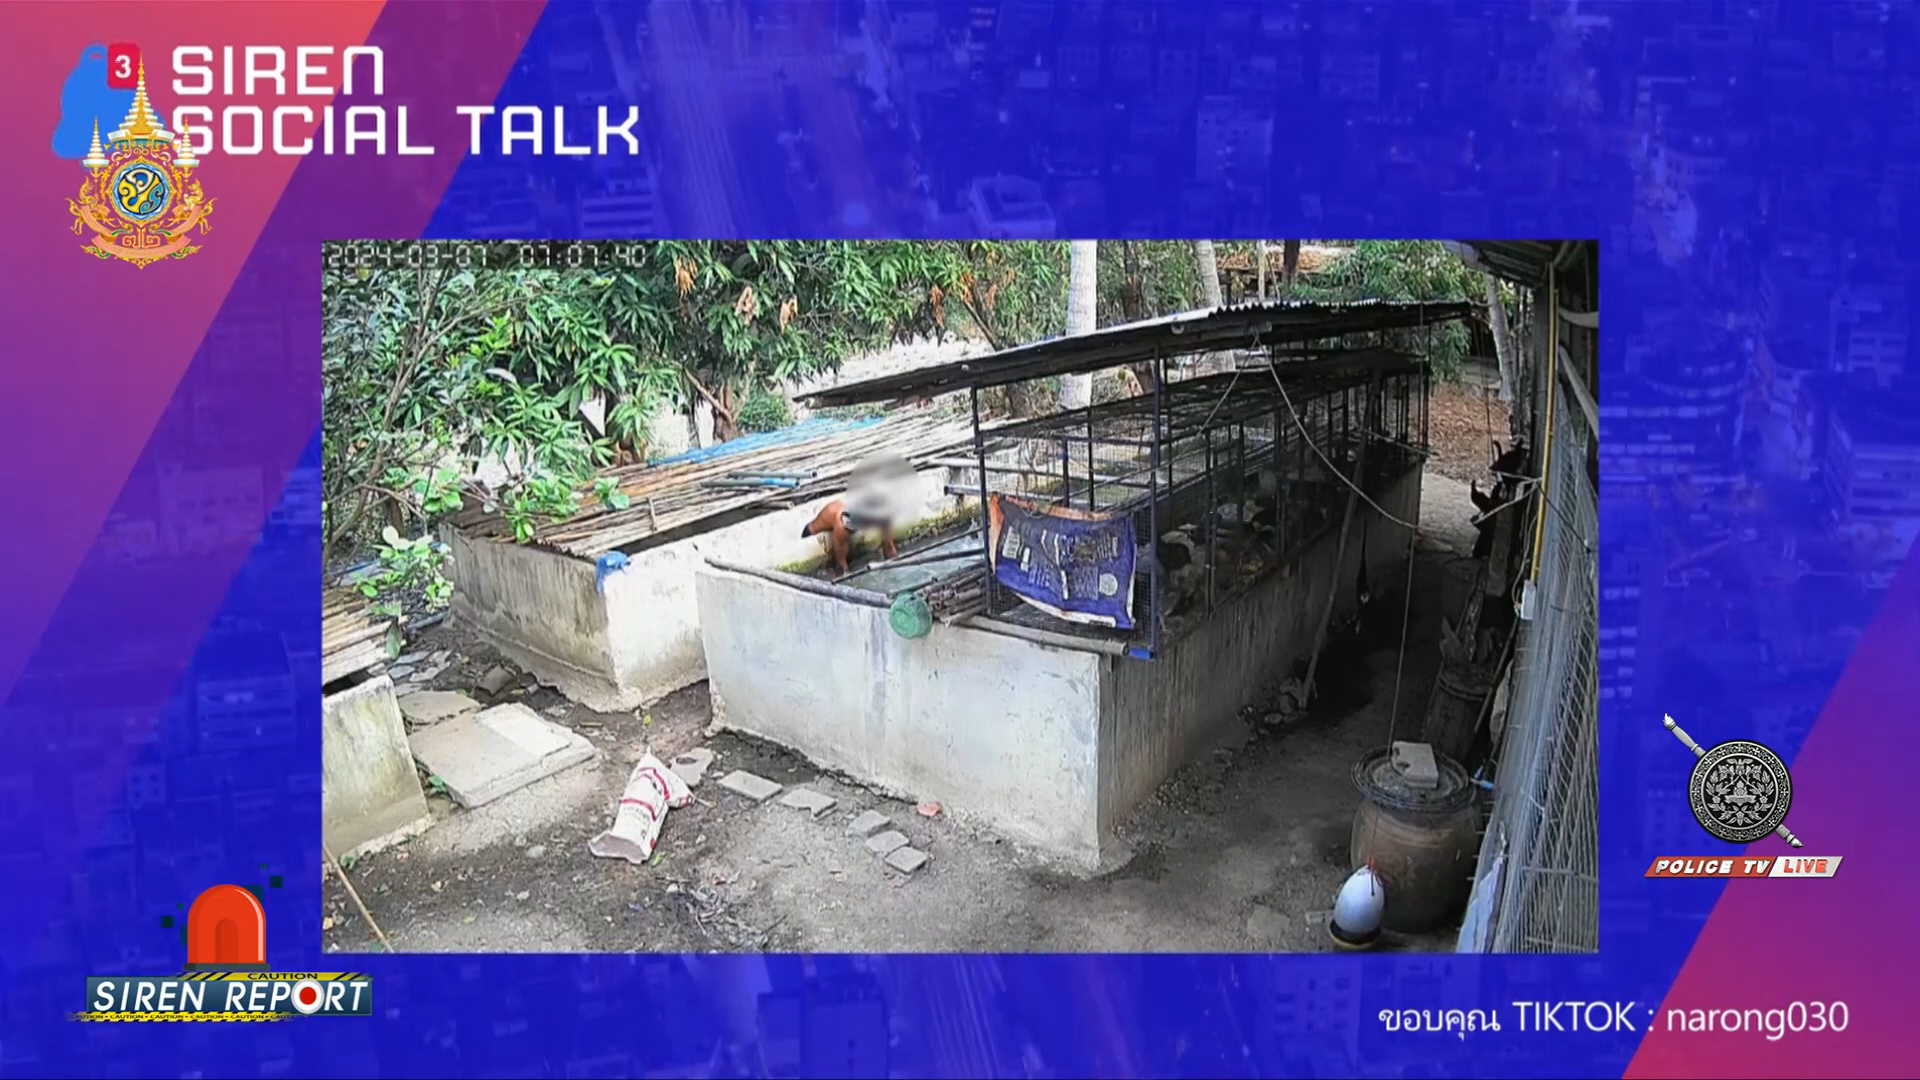 3
SIREN
SOCIAL TALK
2024-03-07 07:07:40
POLICE TV LIVE
CAUTION
SIREN REPORT
ขอบคุณ TIKTOK : narong030